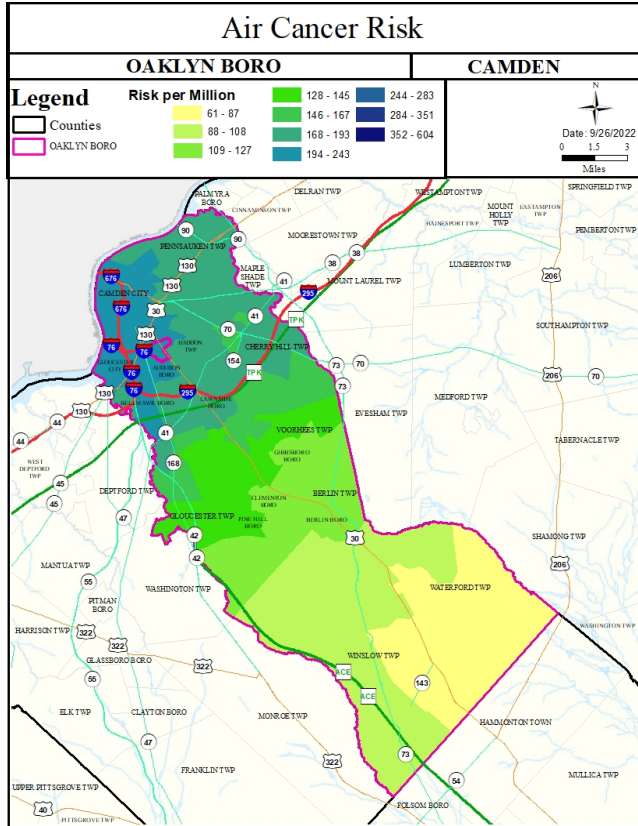 Air Cancer Risk
OAKLYN BORO
CAMDEN
Legend
Counties
OAKLYN BORO
Risk per Million
61 - 87
88 - 108
109 - 127
128 - 145
146 - 167
168 - 193
194 - 243
244 - 283
284 - 351
352 - 604
N
Date: 9/26/2022
0 1.5 3
Miles
PALMYRA
BORO
CINNAMINSON TWP
DELRAN TWP
WESTAMPTON TWP
SPRINGFIELD TWP
MOUNT
HOLLY
TWP
EASTAMPTON
TWP
PEMBERTON TWP
HAINESPORT TWP
MOORESTOWN TWP
90
90
PENNSAUKEN TWP
130
38
38
LUMBERTON TWP
MAPLE
SHADE
TWP
41
MOUNT LAUREL TWP
206
676
CAMDEN CITY
130
295
676
30
41
TPK
SOUTHAMPTON TWP
130
70
76
76
HADDON
TWP
CHERRY HILL TWP
154
73
70
GLOUCESTER
CITY
76
AUDUBON
BORO
TPK
73
206
70
130
76
BELLMAWR BORO
295
LAWNSIDE
BORO
MEDFORD TWP
130
44
44
41
VOORHEES TWP
EVESHAM TWP
TABERNACLE TWP
WEST
DEPTFORD
TWP
168
GIBBSBORO
BORO
45
45
DEPTFORD TWP
CLEMENTON
BORO
BERLIN TWP
47
GLOUCESTER TWP
PINE HILL
BORO
BERLIN BORO
42
30
SHAMONG TWP
42
MANTUA TWP
206
55
WASHINGTON TWP
WATERFORD TWP
PITMAN
BORO
WASHINGTON TWP
HARRISON TWP
322
322
GLASSBORO BORO
322
WINSLOW TWP
55
ACE
143
ACE
ELK TWP
CLAYTON BORO
MONROE TWP
HAMMONTON TOWN
47
73
322
FRANKLIN TWP
54
MULLICA TWP
UPPER PITTSGROVE TWP
FOLSOM BORO
40
PITTSGROVE TWP